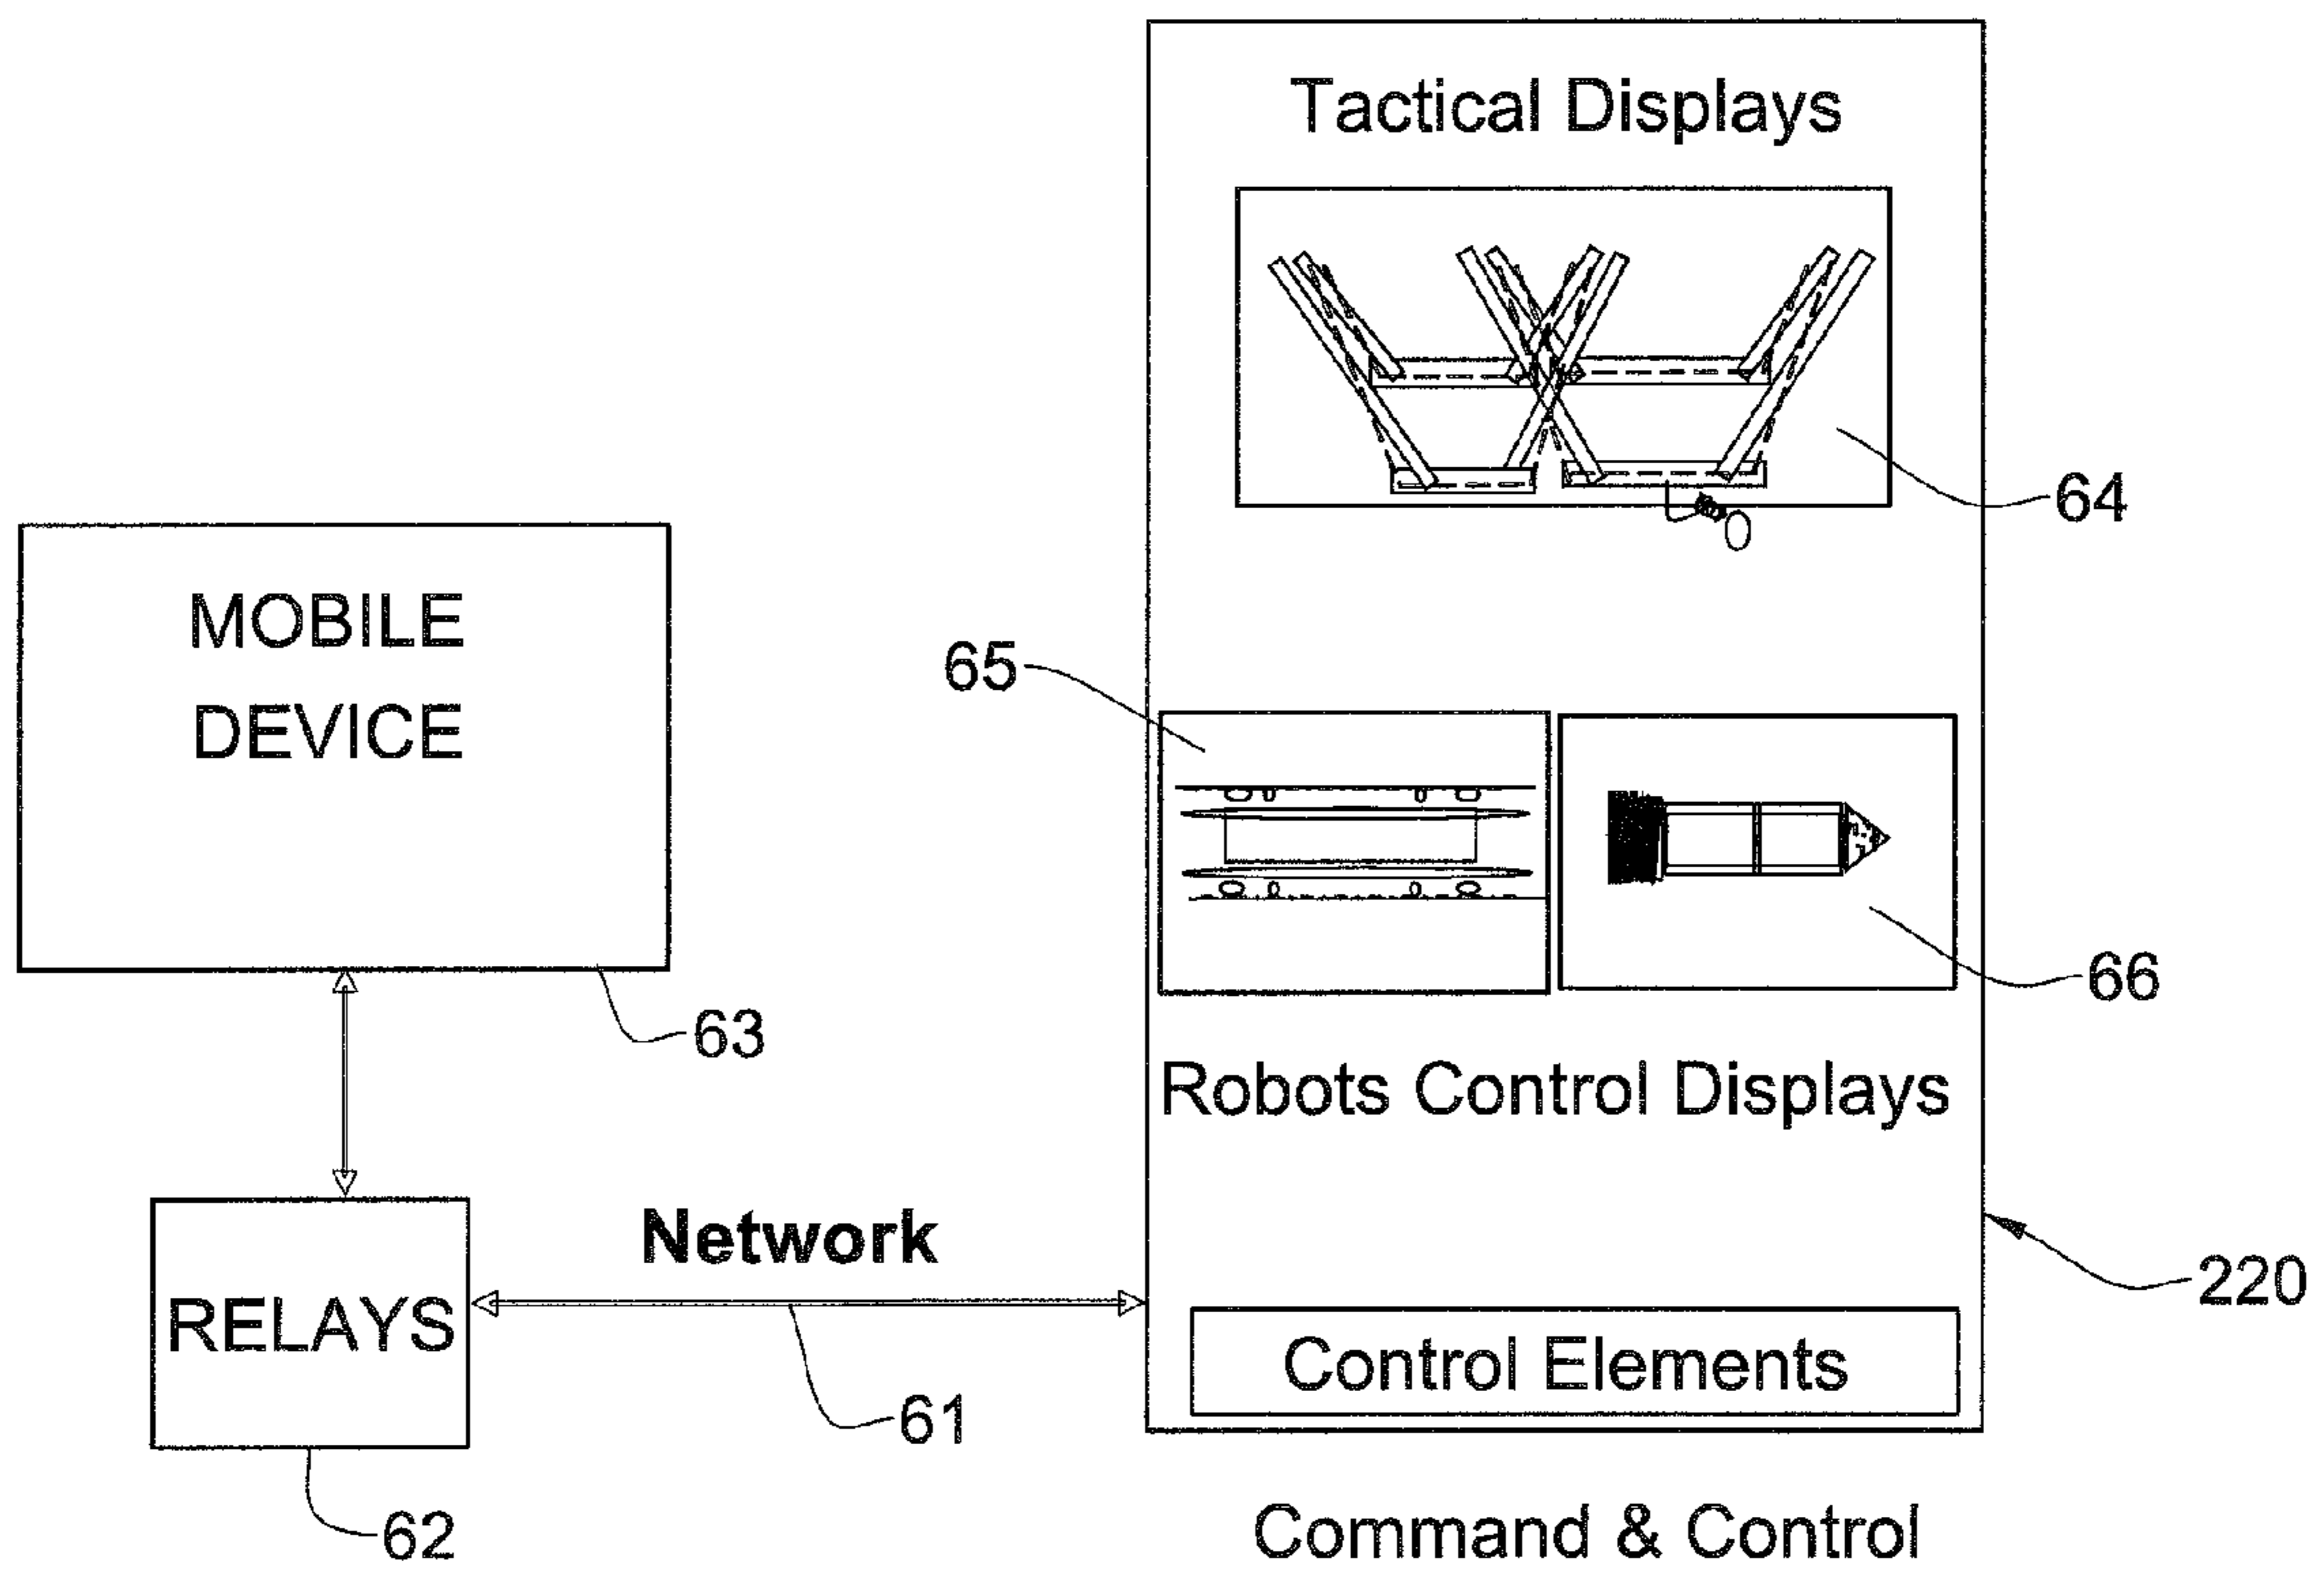 Tactical Displays
64
MOBILE
DEVICE
65
66
63
Robots Control Displays
Network
220
RELAYS
Control Elements
61
62
Command & Control